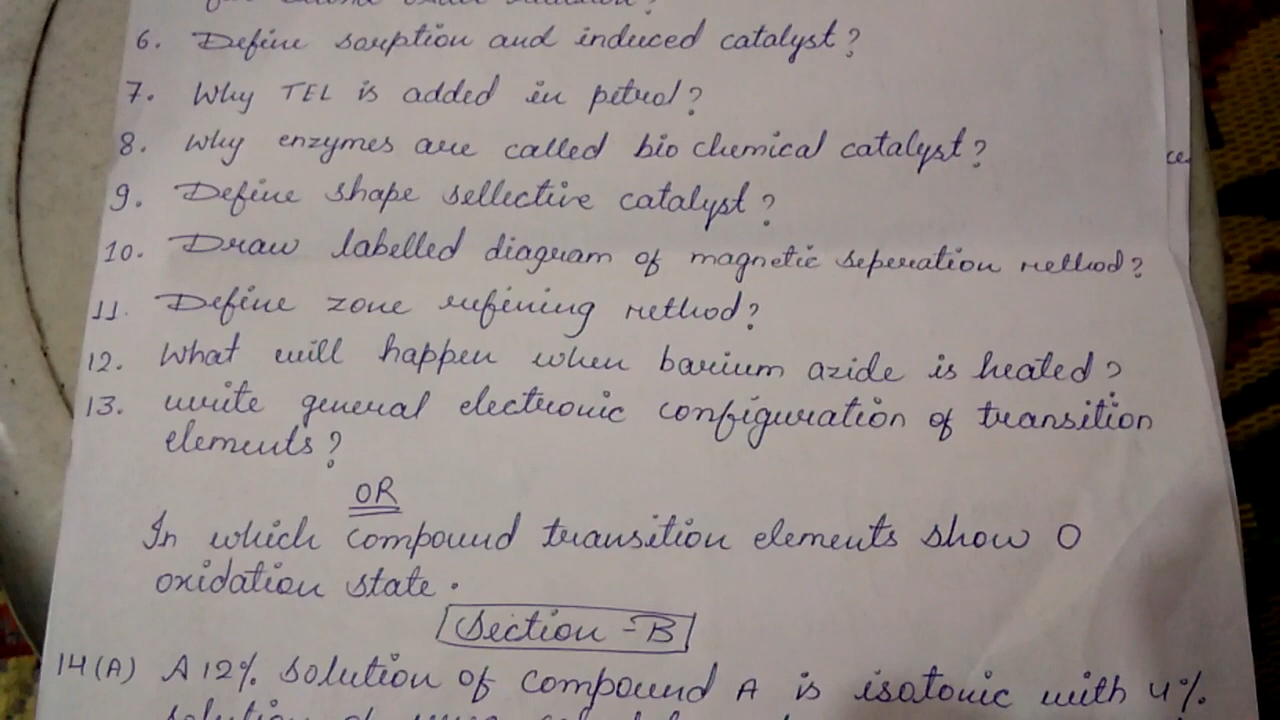 6. Define sorption and induced catalyst?
7. Why TEL is added in petrol?
8. Why enzymes are called bio chemical catalyst?
ce
9. Define shape sellective catalyst?
10. Draw labelled diagram of magnetic seperation method?
11. Define zone refining method?
12. What will happen when barium azide is heated?
13. write general electronic configuration of transition
elements?
OR
In which compound transition elements show 0
oxidation state.
Section - B
14 (A) A 12% solution of compound A is isotonic with 4%
solution of